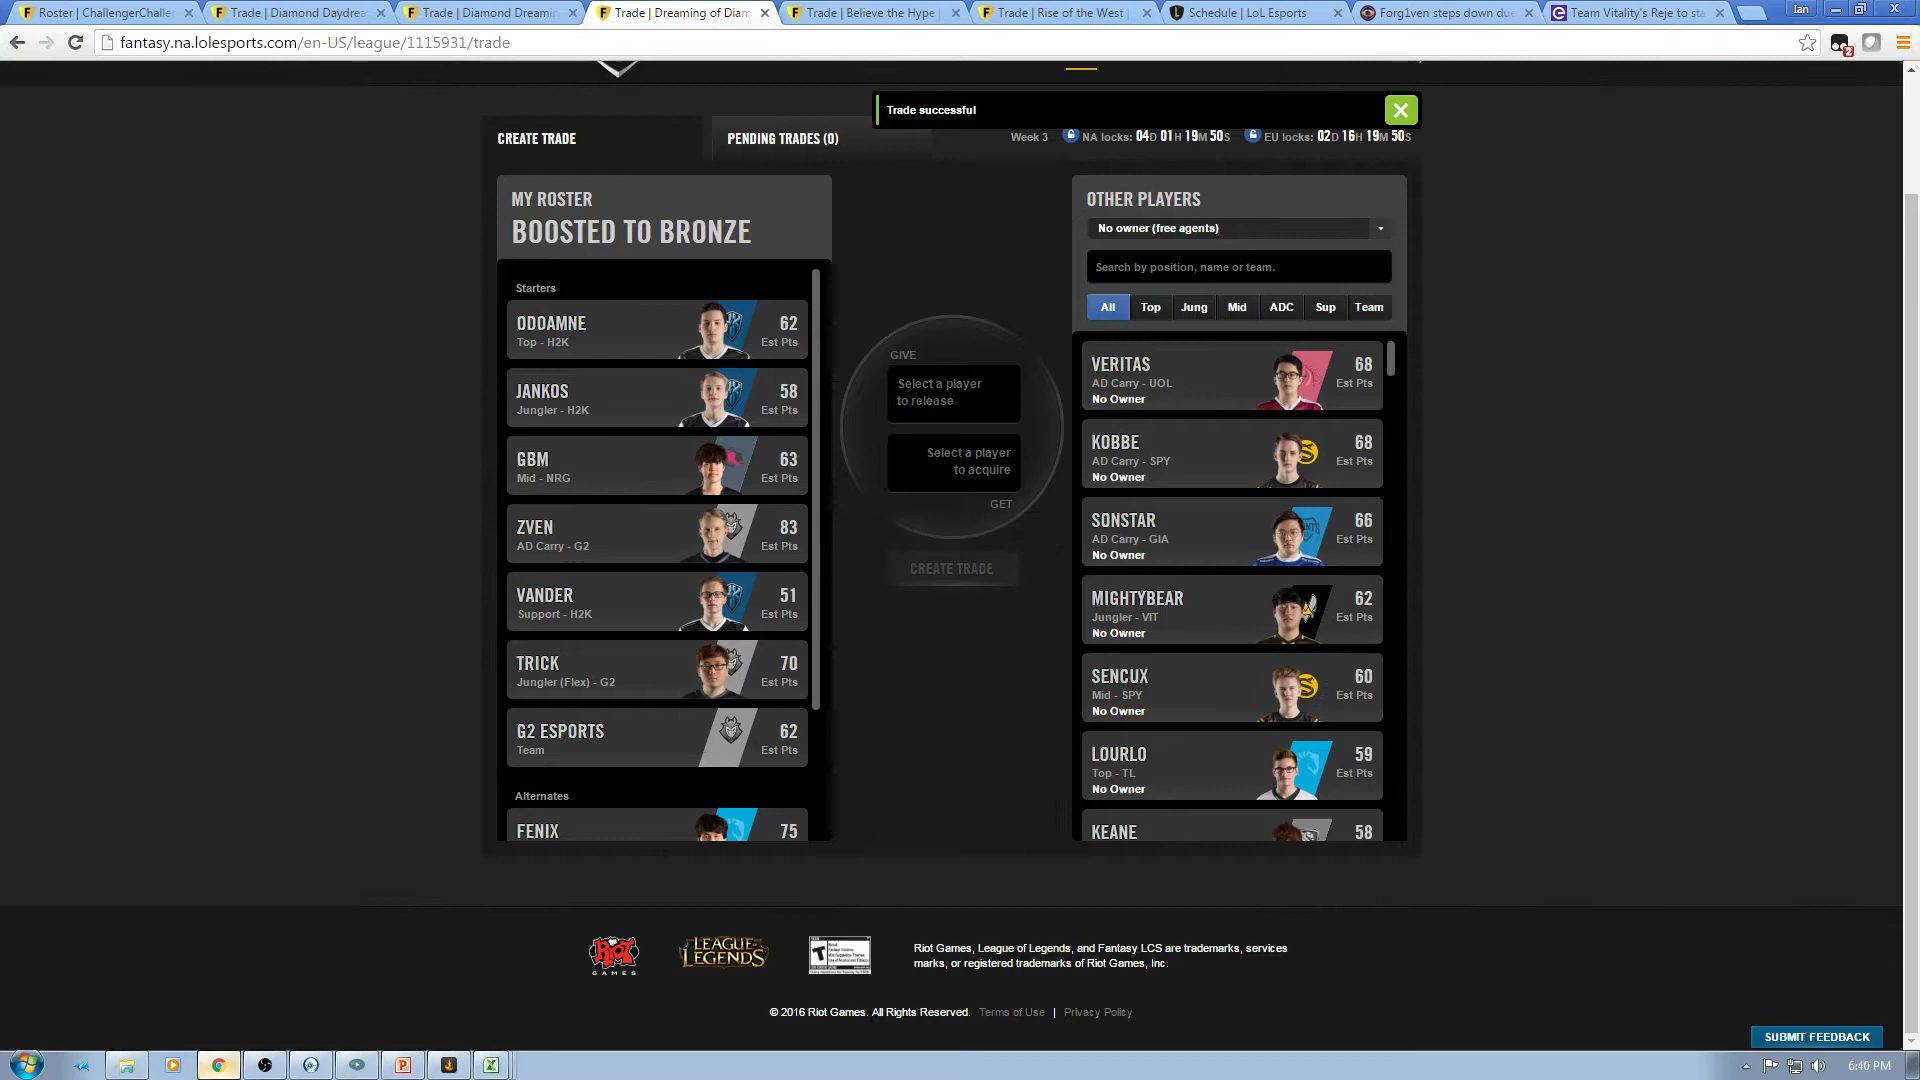 Roster | ChallengerChalle
Trade | Diamond Daydrea
Trade | Diamond Dreamin
Trade | Dreaming of Diam
Trade | Believe the Hype
Trade | Rise of the West
Schedule | LoL Esports
Forg1ven steps down due
Team Vitality's Reje to sta
Ian
fantasy.na.lolesports.com/en-US/league/1115931/trade
2
Trade successful
CREATE TRADE
PENDING TRADES (0)
Week 3
NA locks: 04D 01H 19M 50S
EU locks: 02D 16H 19M 50S
MY ROSTER
BOOSTED TO BRONZE
Starters
ODOAMNE
62
Top - H2K
Est Pts
JANKOS
58
Jungler - H2K
Est Pts
GBM
63
Mid - NRG
Est Pts
ZVEN
83
AD Carry - G2
Est Pts
VANDER
51
Support - H2K
Est Pts
TRICK
70
Jungler (Flex) - G2
Est Pts
G2 ESPORTS
62
Team
Est Pts
Alternates
FENIX
75
GIVE
Select a player
to release
Select a player
to acquire
GET
CREATE TRADE
OTHER PLAYERS
No owner (free agents)
Search by position, name or team.
All
Top
Jung
Mid
ADC
Sup
Team
VERITAS
68
AD Carry - UOL
Est Pts
No Owner
KOBBE
68
AD Carry - SPY
Est Pts
No Owner
SONSTAR
66
AD Carry - GIA
Est Pts
No Owner
MIGHTYBEAR
62
Jungler - VIT
Est Pts
No Owner
SENCUX
60
Mid - SPY
Est Pts
No Owner
LOURLO
59
Top - TL
Est Pts
No Owner
KEANE
58
RIOT
GAMES
LEAGUE OF
LEGENDS
Riot Games, League of Legends, and Fantasy LCS are trademarks, services
marks, or registered trademarks of Riot Games, Inc.
© 2016 Riot Games. All Rights Reserved. Terms of Use | Privacy Policy
SUBMIT FEEDBACK
6:40 PM